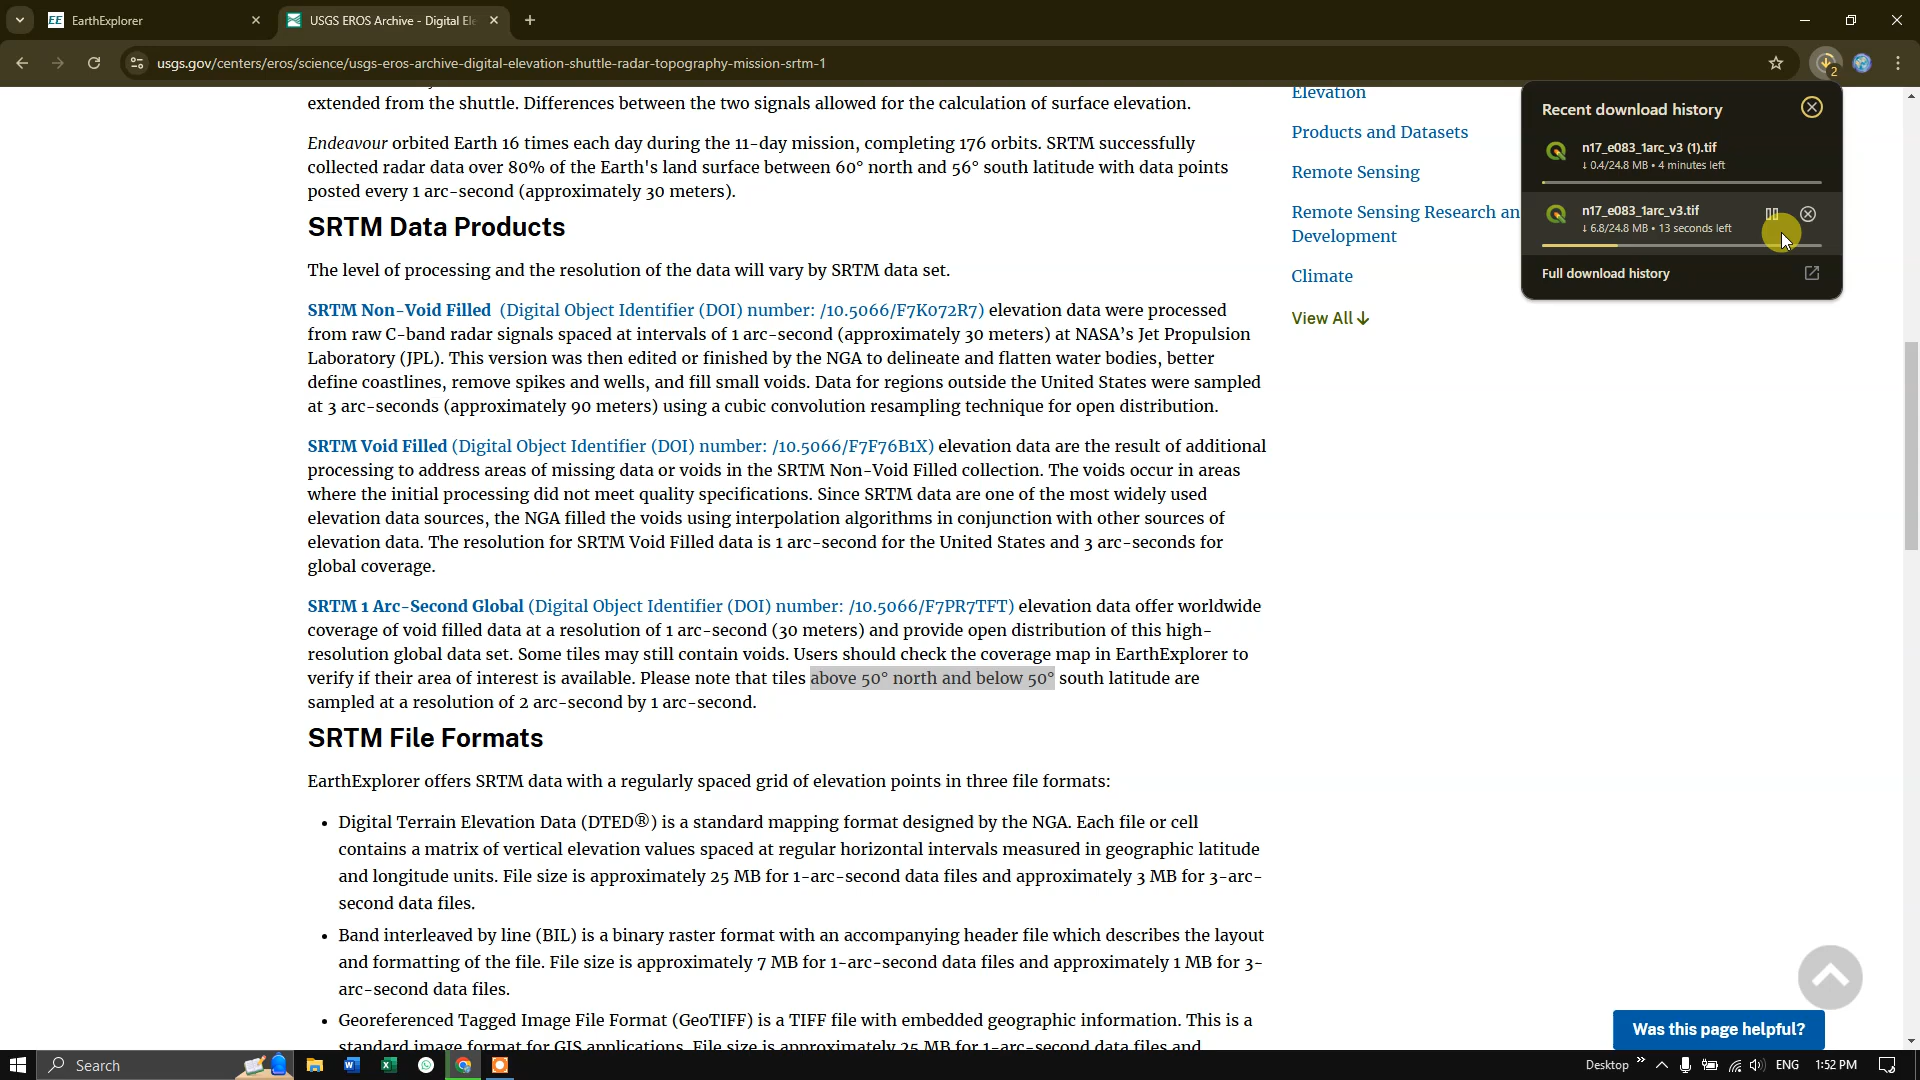 EE EarthExplorer
USGS EROS Archive - Digital Ele
usgs.gov/centers/eros/science/usgs-eros-archive-digital-elevation-shuttle-radar-topography-mission-srtm-1
2
extended from the shuttle. Differences between the two signals allowed for the calculation of surface elevation.
Endeavour orbited Earth 16 times each day during the 11-day mission, completing 176 orbits. SRTM successfully
collected radar data over 80% of the Earth's land surface between 60° north and 56° south latitude with data points
posted every 1 arc-second (approximately 30 meters).
SRTM Data Products
The level of processing and the resolution of the data will vary by SRTM data set.
SRTM Non-Void Filled (Digital Object Identifier (DOI) number: /10.5066/F7K072R7) elevation data were processed
from raw C-band radar signals spaced at intervals of 1 arc-second (approximately 30 meters) at NASA's Jet Propulsion
Laboratory (JPL). This version was then edited or finished by the NGA to delineate and flatten water bodies, better
define coastlines, remove spikes and wells, and fill small voids. Data for regions outside the United States were sampled
at 3 arc-seconds (approximately 90 meters) using a cubic convolution resampling technique for open distribution.
SRTM Void Filled (Digital Object Identifier (DOI) number: /10.5066/F7F76B1X) elevation data are the result of additional
processing to address areas of missing data or voids in the SRTM Non-Void Filled collection. The voids occur in areas
where the initial processing did not meet quality specifications. Since SRTM data are one of the most widely used
elevation data sources, the NGA filled the voids using interpolation algorithms in conjunction with other sources of
elevation data. The resolution for SRTM Void Filled data is 1 arc-second for the United States and 3 arc-seconds for
global coverage.
SRTM 1 Arc-Second Global (Digital Object Identifier (DOI) number: /10.5066/F7PR7TFT) elevation data offer worldwide
coverage of void filled data at a resolution of 1 arc-second (30 meters) and provide open distribution of this high-
resolution global data set. Some tiles may still contain voids. Users should check the coverage map in EarthExplorer to
verify if their area of interest is available. Please note that tiles above 50° north and below 50° south latitude are
sampled at a resolution of 2 arc-second by 1 arc-second.
SRTM File Formats
EarthExplorer offers SRTM data with a regularly spaced grid of elevation points in three file formats:
• Digital Terrain Elevation Data (DTED®) is a standard mapping format designed by the NGA. Each file or cell
contains a matrix of vertical elevation values spaced at regular horizontal intervals measured in geographic latitude
and longitude units. File size is approximately 25 MB for 1-arc-second data files and approximately 3 MB for 3-arc-
second data files.
• Band interleaved by line (BIL) is a binary raster format with an accompanying header file which describes the layout
and formatting of the file. File size is approximately 7 MB for 1-arc-second data files and approximately 1 MB for 3-
arc-second data files.
• Georeferenced Tagged Image File Format (GeoTIFF) is a TIFF file with embedded geographic information. This is a
standard image format for GIS applications. File size is approximately 25 MB for 1-arc-second data files and
Elevation
Products and Datasets
Remote Sensing
Remote Sensing Research an
Development
Climate
View All
Recent download history
n17_e083_1arc_v3 (1).tif
↓ 0.4/24.8 MB • 4 minutes left
n17_e083_1arc_v3.tif
↓ 6.8/24.8 MB • 13 seconds left
Full download history
Was this page helpful?
Search
Desktop
ENG
1:52 PM